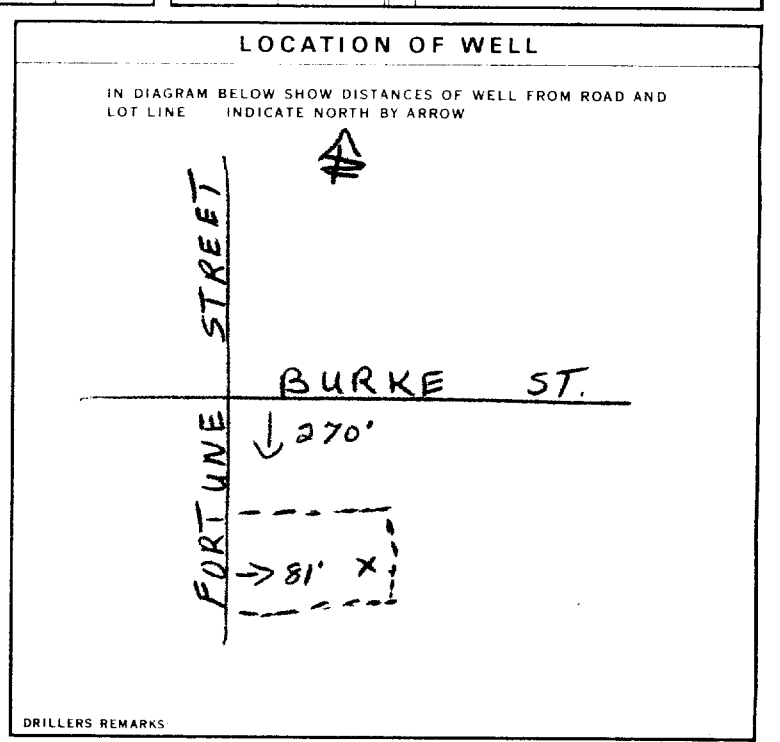 LOCATION OF WELL
IN DIAGRAM BELOW SHOW DISTANCES OF WELL FROM ROAD AND
LOT LINE INDICATE NORTH BY ARROW
FORTUNE STREET
BURKE ST.
↓ 270'
→ 81' X
DRILLERS REMARKS